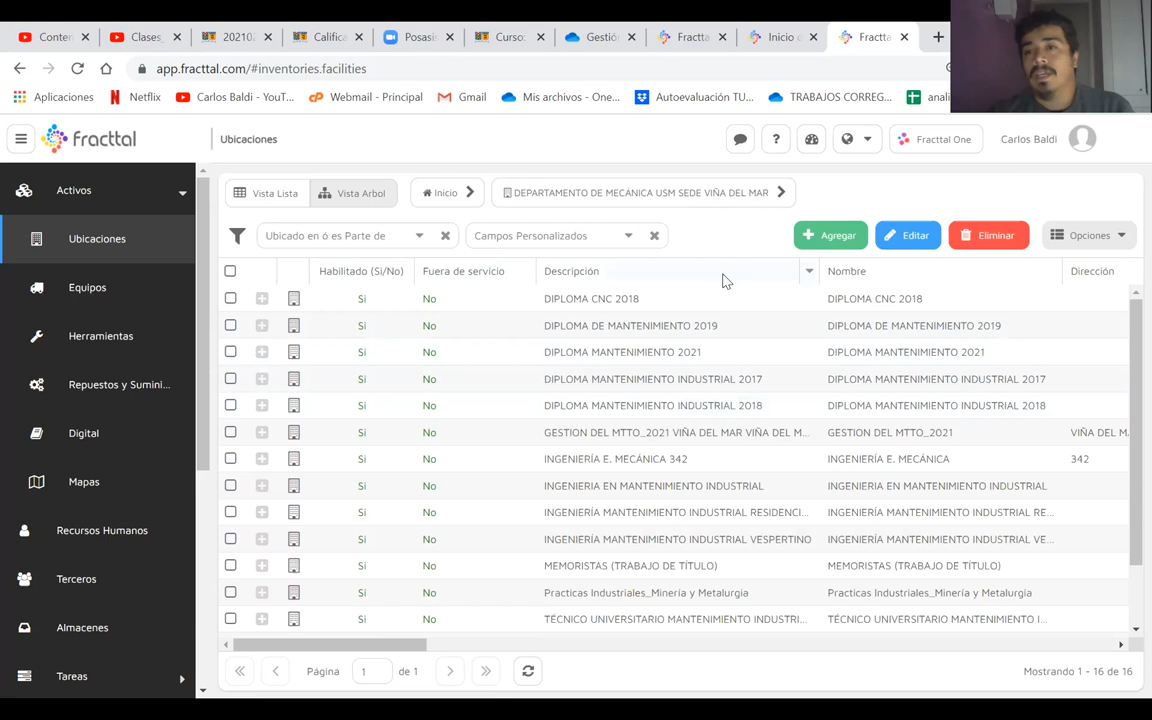 Conten
Clases_
202102
Califica
Posasis
Curso:
Gestió
Fractta
Inicio
Fractta
app.fracttal.com/#inventories.facilities
Aplicaciones
Netflix
Carlos Baldi - YouT...
Webmail - Principal
Gmail
Mis archivos - One...
Autoevaluación TU...
TRABAJOS CORREG...
anali
fracttal
Ubicaciones
?
Fracttal One
Carlos Baldi
Activos
Ubicaciones
Equipos
Herramientas
Repuestos y Sumini...
Digital
Mapas
Recursos Humanos
Terceros
Almacenes
Tareas
Vista Lista
Vista Arbol
Inicio
DEPARTAMENTO DE MECÁNICA USM SEDE VIÑA DEL MAR
Ubicado en ó es Parte de
Campos Personalizados
Agregar
Editar
Eliminar
Opciones
Habilitado (Si/No) Fuera de servicio Descripción Nombre Dirección
Si No DIPLOMA CNC 2018 DIPLOMA CNC 2018
Si No DIPLOMA DE MANTENIMIENTO 2019 DIPLOMA DE MANTENIMIENTO 2019
Si No DIPLOMA MANTENIMIENTO 2021 DIPLOMA MANTENIMIENTO 2021
Si No DIPLOMA MANTENIMIENTO INDUSTRIAL 2017 DIPLOMA MANTENIMIENTO INDUSTRIAL 2017
Si No DIPLOMA MANTENIMIENTO INDUSTRIAL 2018 DIPLOMA MANTENIMIENTO INDUSTRIAL 2018
Si No GESTION DEL MTTO_2021 VIÑA DEL MAR VIÑA DEL M... GESTION DEL MTTO_2021 VIÑA DEL M
Si No INGENIERÍA E. MECÁNICA 342 INGENIERÍA E. MECÁNICA 342
Si No INGENIERIA EN MANTENIMIENTO INDUSTRIAL INGENIERIA EN MANTENIMIENTO INDUSTRIAL
Si No INGENIERÍA MANTENIMIENTO INDUSTRIAL RESIDENCI... INGENIERÍA MANTENIMIENTO INDUSTRIAL RE...
Si No INGENIERÍA MANTENIMIENTO INDUSTRIAL VESPERTINO INGENIERÍA MANTENIMIENTO INDUSTRIAL VE...
Si No MEMORISTAS (TRABAJO DE TÍTULO) MEMORISTAS (TRABAJO DE TÍTULO)
Si No Practicas Industriales_Minería y Metalurgia Practicas Industriales_Minería y Metalurgia
Si No TÉCNICO UNIVERSITARIO MANTENIMIENTO INDUSTRI... TÉCNICO UNIVERSITARIO MANTENIMIENTO I...
Página 1 de 1
Mostrando 1 - 16 de 16